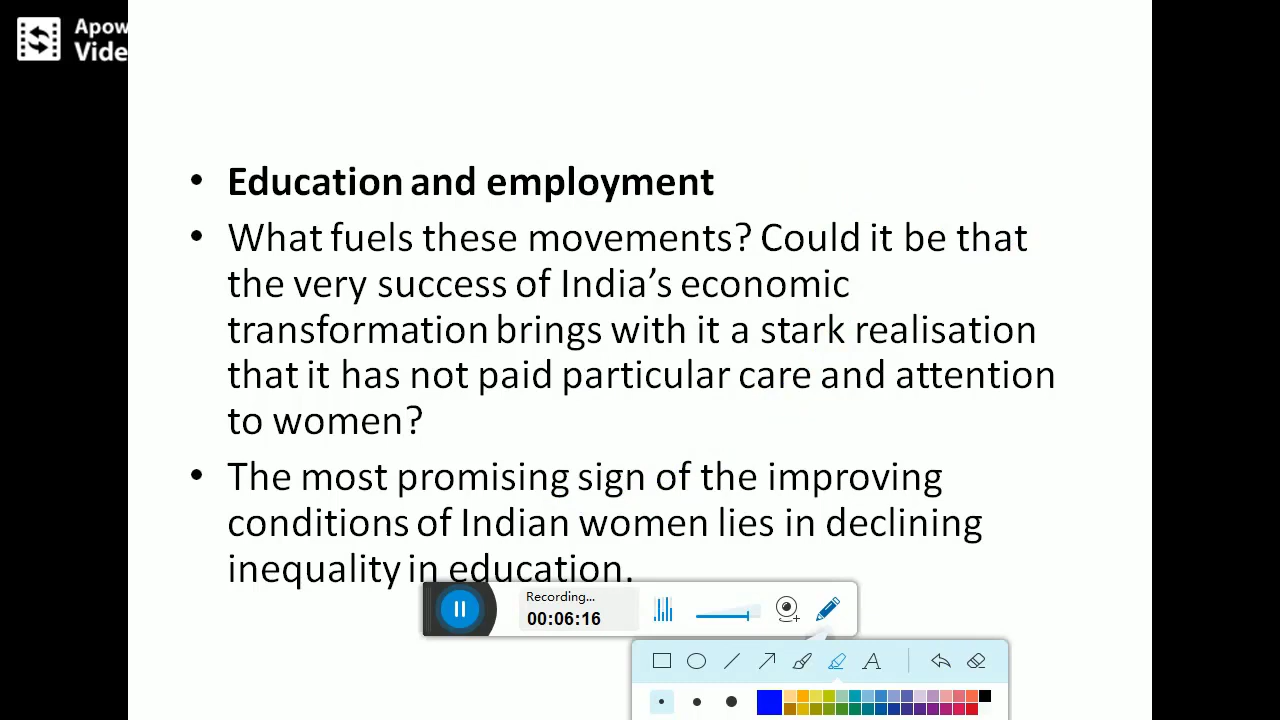 Apow
Vide
• Education and employment
• What fuels these movements? Could it be that
the very success of India's economic
transformation brings with it a stark realisation
that it has not paid particular care and attention
to women?
• The most promising sign of the improving
conditions of Indian women lies in declining
inequality in education.
Recording...
00:06:16
A